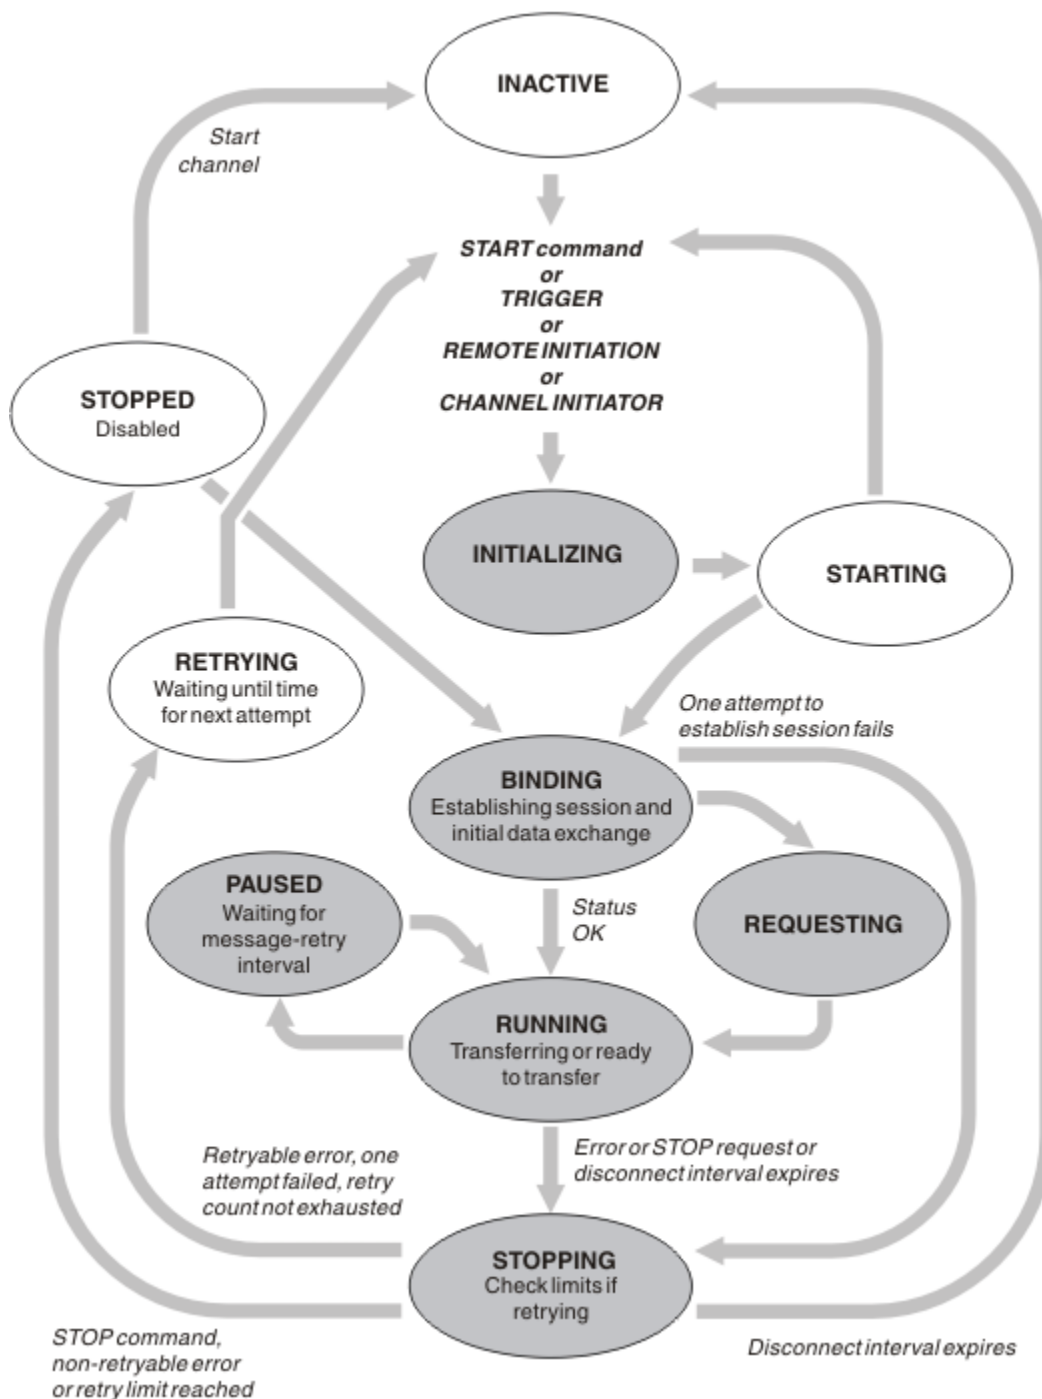 INACTIVE
Start
channel
START command
or
TRIGGER
or
REMOTE INITIATION
or
CHANNEL INITIATOR
STOPPED
Disabled
INITIALIZING
STARTING
RETRYING
Waiting until time
for next attempt
One attempt to
establish session fails
BINDING
Establishing session and
initial data exchange
PAUSED
Waiting for
message-retry
interval
Status
OK
REQUESTING
RUNNING
Transferring or ready
to transfer
Retryable error, one
attempt failed, retry
count not exhausted
Error or STOP request or
disconnect interval expires
STOPPING
Check limits if
retrying
STOP command,
non-retryable error
or retry limit reached
Disconnect interval expires